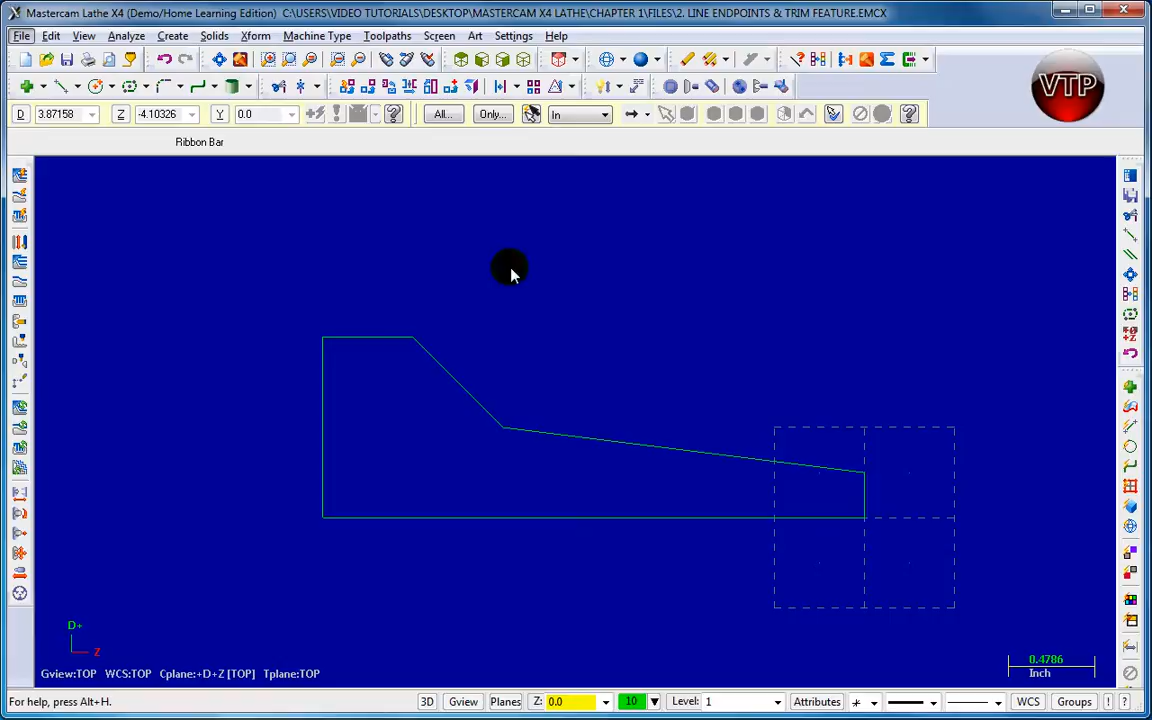 Mastercam Lathe X4 (Demo/Home Learning Edition) C:\USERS\VIDEO TUTORIALS\DESKTOP\MASTERCAM X4 LATHE\CHAPTER 1\FILES\2. LINE ENDPOINTS & TRIM FEATURE.EMCX
File Edit View Analyze Create Solids Xform Machine Type Toolpaths Screen Art Settings Help
VTP
D 3.87158 Z -4.10326 Y 0.0 All... Only... In
Ribbon Bar
D+
Z
0.4786
Inch
Gview:TOP WCS:TOP Cplane:+D+Z [TOP] Tplane:TOP
For help, press Alt+H. 3D Gview Planes Z: 0.0 10 Level: 1 Attributes WCS Groups ! ?